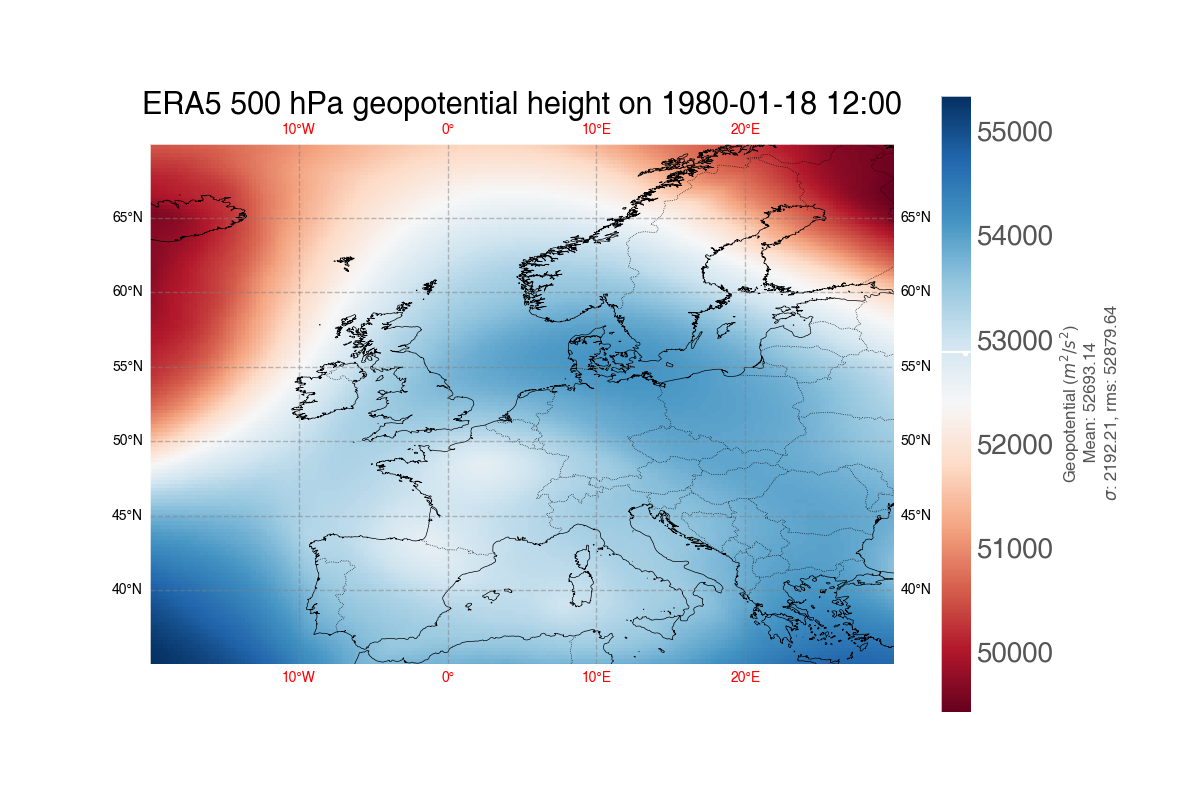 ERA5 500 hPa geopotential height on 1980-01-18 12:00
10°W 0° 10°E 20°E
65°N 65°N
60°N 60°N
55°N 55°N
50°N 50°N
45°N 45°N
40°N 40°N
10°W 0° 10°E 20°E
55000
54000
53000
52000
51000
50000
Geopotential (m²/s²)
Mean: 52693.14
σ: 2192.21, rms: 52879.64